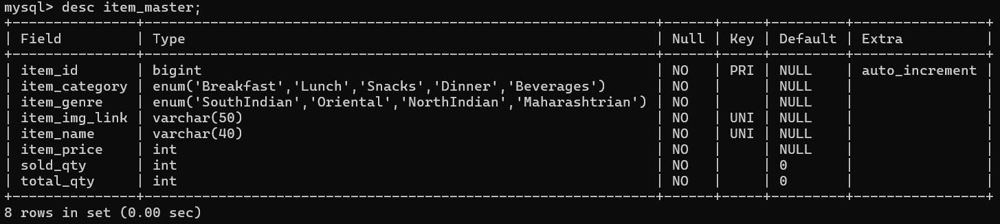 mysql> desc item_master;
+---------------+--------------------------------------------------------------+------+-----+---------+----------------+
| Field         | Type                                                         | Null | Key | Default | Extra          |
+---------------+--------------------------------------------------------------+------+-----+---------+----------------+
| item_id       | bigint                                                       | NO   | PRI | NULL    | auto_increment |
| item_category | enum('Breakfast','Lunch','Snacks','Dinner','Beverages')      | NO   |     | NULL    |                |
| item_genre    | enum('SouthIndian','Oriental','NorthIndian','Maharashtrian') | NO   |     | NULL    |                |
| item_img_link | varchar(50)                                                  | NO   | UNI | NULL    |                |
| item_name     | varchar(40)                                                  | NO   | UNI | NULL    |                |
| item_price    | int                                                          | NO   |     | NULL    |                |
| sold_qty      | int                                                          | NO   |     | 0       |                |
| total_qty     | int                                                          | NO   |     | 0       |                |
+---------------+--------------------------------------------------------------+------+-----+---------+----------------+
8 rows in set (0.00 sec)